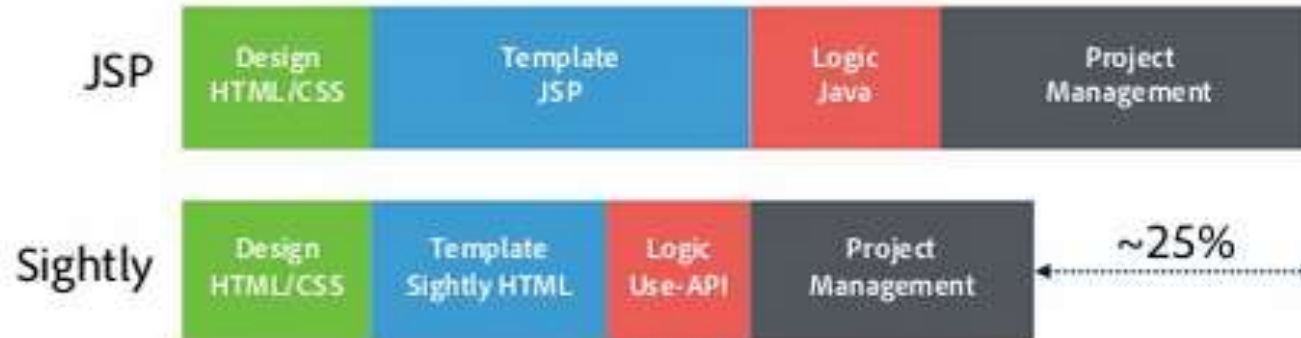 JSP
Design
HTML/CSS
Template
JSP
Logic
Java
Project
Management
Sightly
Design
HTML/CSS
Template
Sightly HTML
Logic
Use-API
Project
Management
~25%